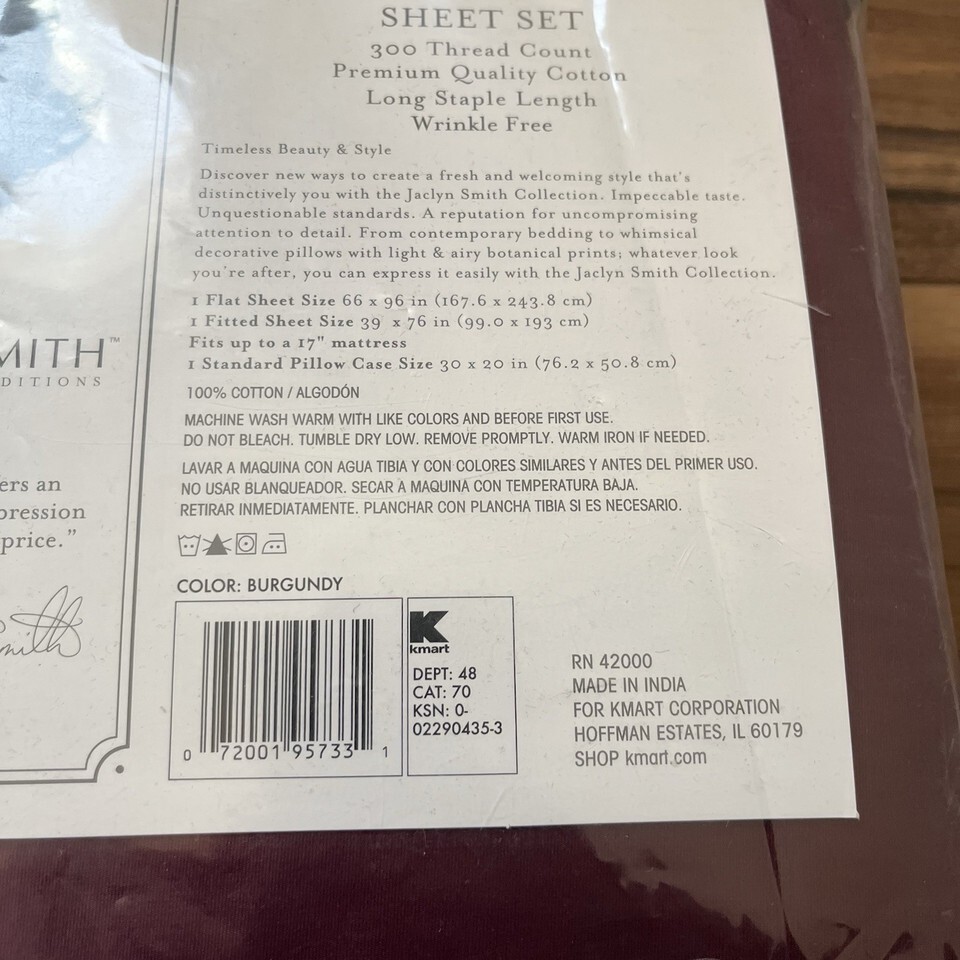 SHEET SET
300 Thread Count
Premium Quality Cotton
Long Staple Length
Wrinkle Free
Timeless Beauty & Style
Discover new ways to create a fresh and welcoming style that's
distinctively you with the Jaclyn Smith Collection. Impeccable taste.
Unquestionable standards. A reputation for uncompromising
attention to detail. From contemporary bedding to whimsical
decorative pillows with light & airy botanical prints; whatever look
you're after, you can express it easily with the Jaclyn Smith Collection.
1 Flat Sheet Size 66 x 96 in (167.6 x 243.8 cm)
1 Fitted Sheet Size 39 x 76 in (99.0 x 193 cm)
Fits up to a 17" mattress
1 Standard Pillow Case Size 30 x 20 in (76.2 x 50.8 cm)
100% COTTON / ALGODÓN
MACHINE WASH WARM WITH LIKE COLORS AND BEFORE FIRST USE.
DO NOT BLEACH. TUMBLE DRY LOW. REMOVE PROMPTLY. WARM IRON IF NEEDED.
LAVAR A MAQUINA CON AGUA TIBIA Y CON COLORES SIMILARES Y ANTES DEL PRIMER USO.
NO USAR BLANQUEADOR. SECAR A MAQUINA CON TEMPERATURA BAJA.
RETIRAR INMEDIATAMENTE. PLANCHAR CON PLANCHA TIBIA SI ES NECESARIO.
COLOR: BURGUNDY
0 72001 95733 1
K
kmart
DEPT: 48
CAT: 70
KSN: 0-
02290435-3
RN 42000
MADE IN INDIA
FOR KMART CORPORATION
HOFFMAN ESTATES, IL 60179
SHOP kmart.com
MITH™
DITIONS
ers an
pression
price."
mith